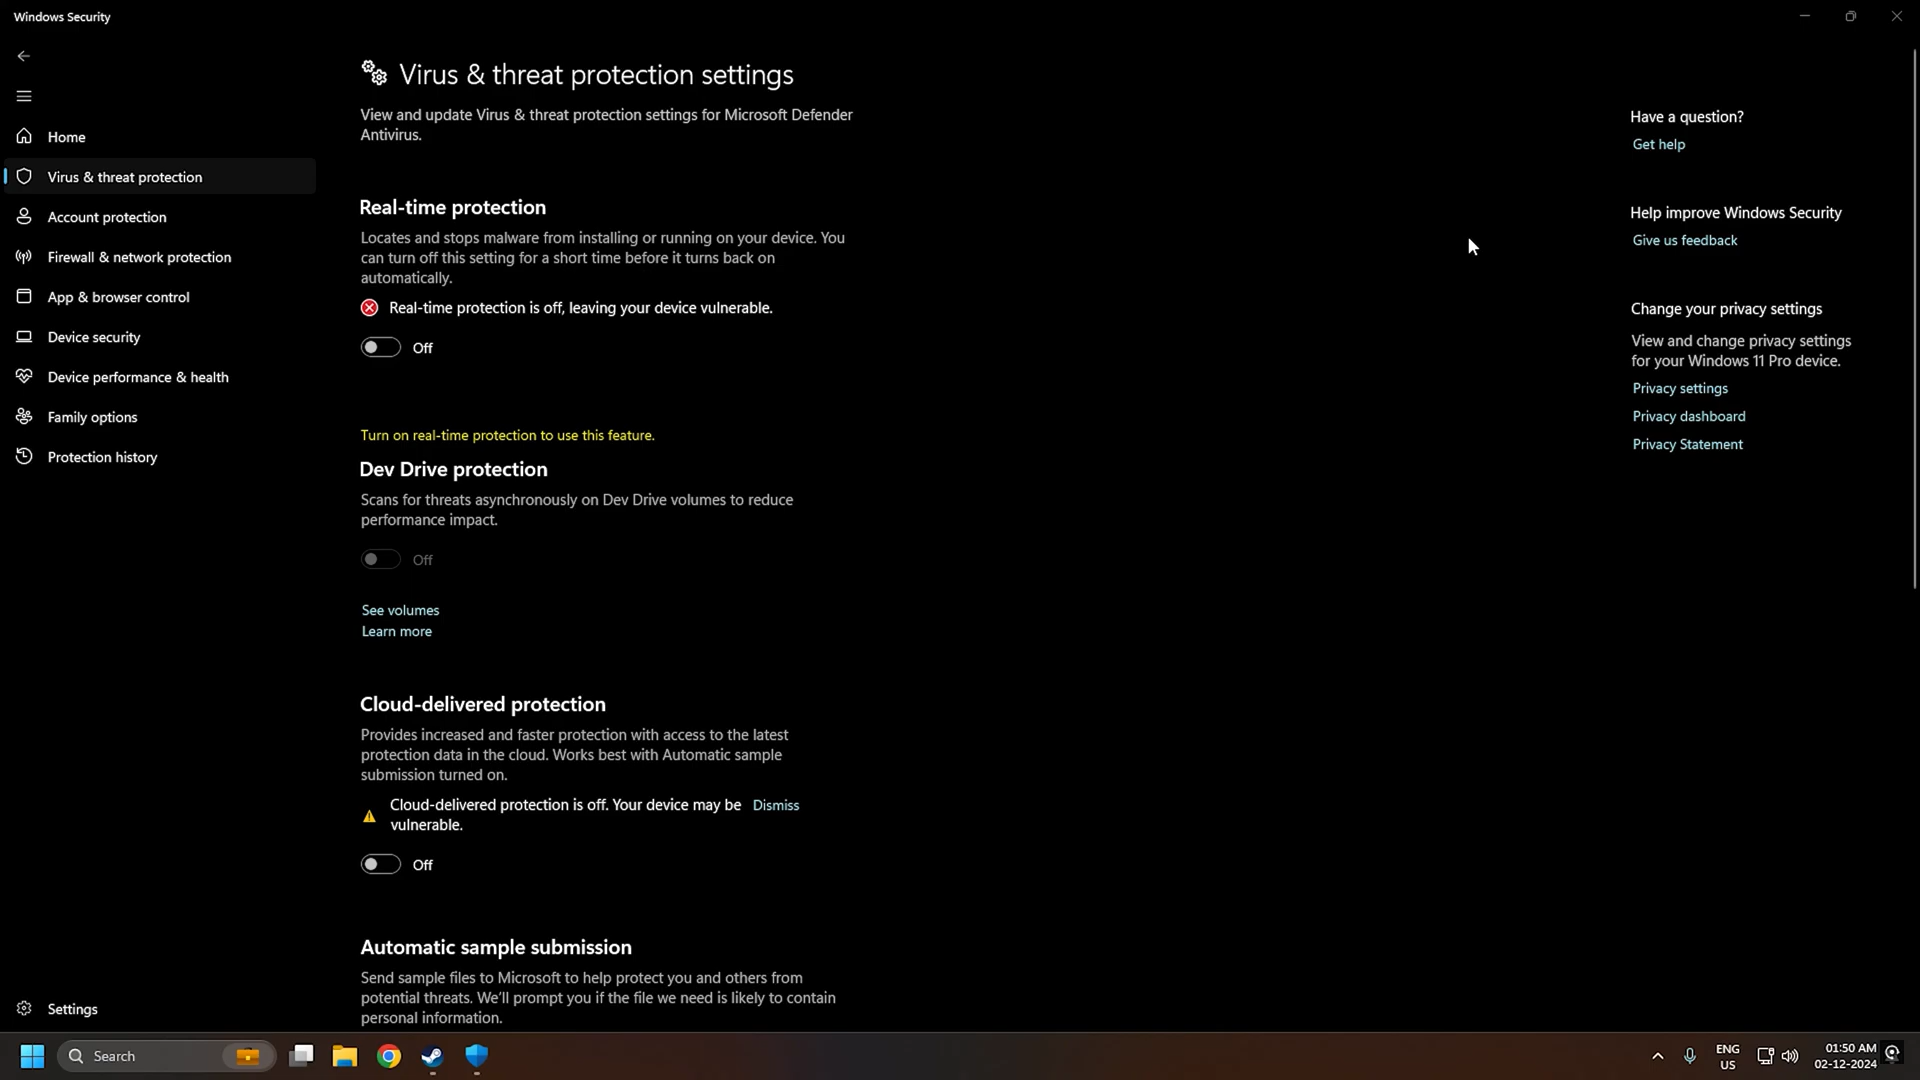 Windows Security
Home
Virus & threat protection
Account protection
Firewall & network protection
App & browser control
Device security
Device performance & health
Family options
Protection history
Settings
Virus & threat protection settings
View and update Virus & threat protection settings for Microsoft Defender
Antivirus.
Real-time protection
Locates and stops malware from installing or running on your device. You
can turn off this setting for a short time before it turns back on
automatically.
Real-time protection is off, leaving your device vulnerable.
Off
Turn on real-time protection to use this feature.
Dev Drive protection
Scans for threats asynchronously on Dev Drive volumes to reduce
performance impact.
Off
See volumes
Learn more
Cloud-delivered protection
Provides increased and faster protection with access to the latest
protection data in the cloud. Works best with Automatic sample
submission turned on.
Cloud-delivered protection is off. Your device may be Dismiss
vulnerable.
Off
Automatic sample submission
Send sample files to Microsoft to help protect you and others from
potential threats. We'll prompt you if the file we need is likely to contain
personal information.
Have a question?
Get help
Help improve Windows Security
Give us feedback
Change your privacy settings
View and change privacy settings
for your Windows 11 Pro device.
Privacy settings
Privacy dashboard
Privacy Statement
Search
ENG
US
01:50 AM
02-12-2024